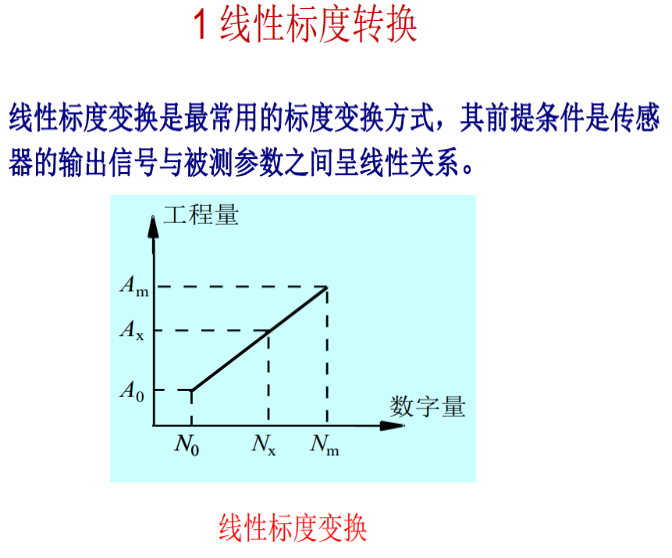 1 线性标度转换
线性标度变换是最常用的标度变换方式，其前提条件是传感
器的输出信号与被测参数之间呈线性关系。
工程量
Am
Ax
A0
数字量
N0 Nx Nm
线性标度变换